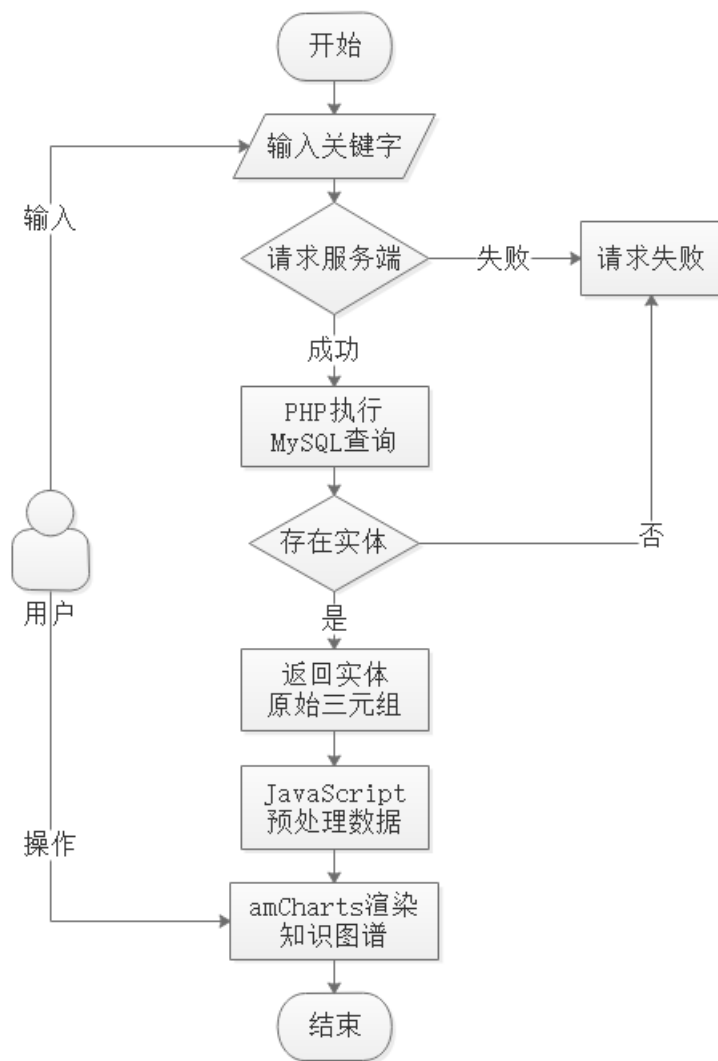 开始
输入关键字
输入
请求服务端
失败
请求失败
成功
PHP执行
MySQL查询
存在实体
否
用户
是
返回实体
原始三元组
JavaScript
预处理数据
操作
amCharts渲染
知识图谱
结束